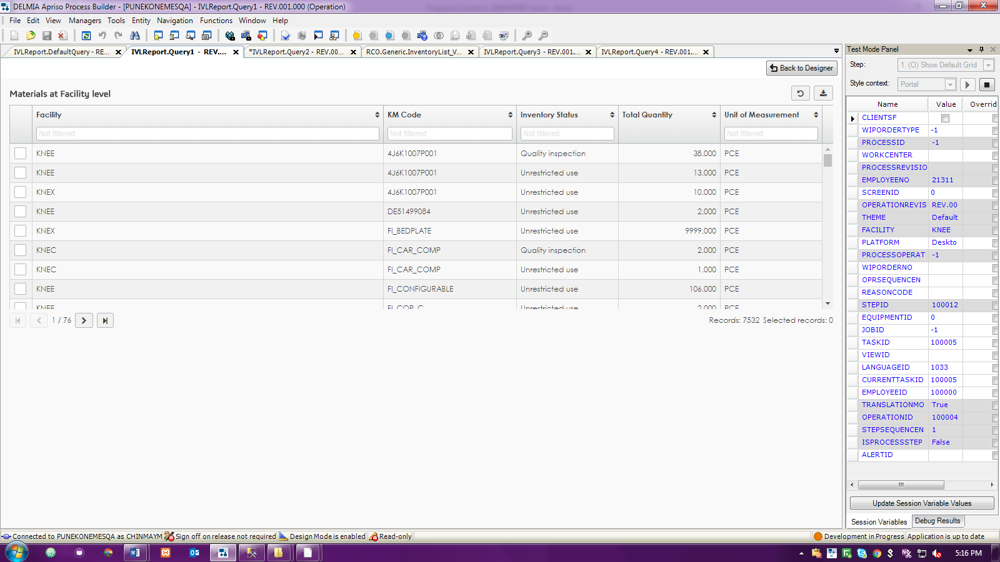 DELMIA Apriso Process Builder - [PUNEKONEMESQA] - IVLReport.Query1 - REV.001.000 (Operation)
File Edit View Managers Tools Entity Navigation Functions Window Help
IVLReport.DefaultQuery - RE... IVLReport.Query1 - REV.... *IVLReport.Query2 - REV.00... RCO.Generic.InventoryList_V... IVLReport.Query3 - REV.001.... IVLReport.Query4 - REV.001....
Back to Designer
Materials at Facility level
Facility KM Code Inventory Status Total Quantity Unit of Measurement
Not filtered Not filtered Not filtered Not filtered
KNEE 4J6K1007P001 Quality inspection 38.000 PCE
KNEE 4J6K1007P001 Unrestricted use 13.000 PCE
KNEX 4J6K1007P001 Unrestricted use 10.000 PCE
KNEE DE51499084 Unrestricted use 2.000 PCE
KNEX FI_BEDPLATE Unrestricted use 9999.000 PCE
KNEC FI_CAR_COMP Quality inspection 2.000 PCE
KNEC FI_CAR_COMP Unrestricted use 1.000 PCE
KNEE FI_CONFIGURABLE Unrestricted use 106.000 PCE
KNEE Unrestricted use 2.000 PCE
1 / 76
Records: 7532 Selected records: 0
Test Mode Panel
Step: 1. (O) Show Default Grid
Style context: Portal
Name Value Overrid
CLIENTSF
WIPORDERTYPE -1
PROCESSID -1
WORKCENTER
PROCESSREVISIO
EMPLOYEENO 21311
SCREENID 0
OPERATIONREVIS REV.00
THEME Default
FACILITY KNEE
PLATFORM Deskto
PROCESSOPERAT -1
WIPORDERNO
OPRSEQUENCEN
REASONCODE
STEPID 100012
EQUIPMENTID 0
JOBID -1
TASKID 100005
VIEWID
LANGUAGEID 1033
CURRENTTASKID 100005
EMPLOYEEID 100000
TRANSLATIONMO True
OPERATIONID 100004
STEPSEQUENCEN 1
ISPROCESSSTEP False
ALERTID
Update Session Variable Values
Session Variables Debug Results
Connected to PUNEKONEMESQA as CHINMAYM Sign off on release not required Design Mode is enabled Read-only Development in Progress Application is up to date
5:16 PM